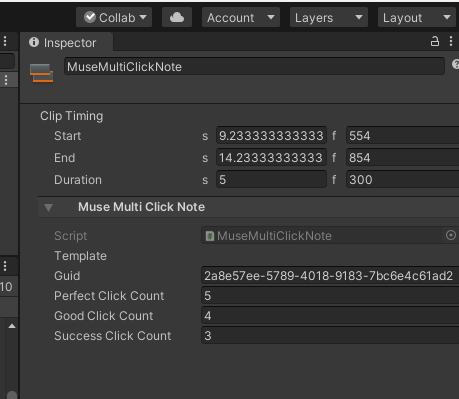 Collab Account Layers Layout
Inspector
MuseMultiClickNote
Clip Timing
Start s 9.233333333333 f 554
End s 14.23333333333 f 854
Duration s 5 f 300
Muse Multi Click Note
Script MuseMultiClickNote
Template
Guid 2a8e57ee-5789-4018-9183-7bc6e4c61ad2
Perfect Click Count 5
10
Good Click Count 4
Success Click Count 3